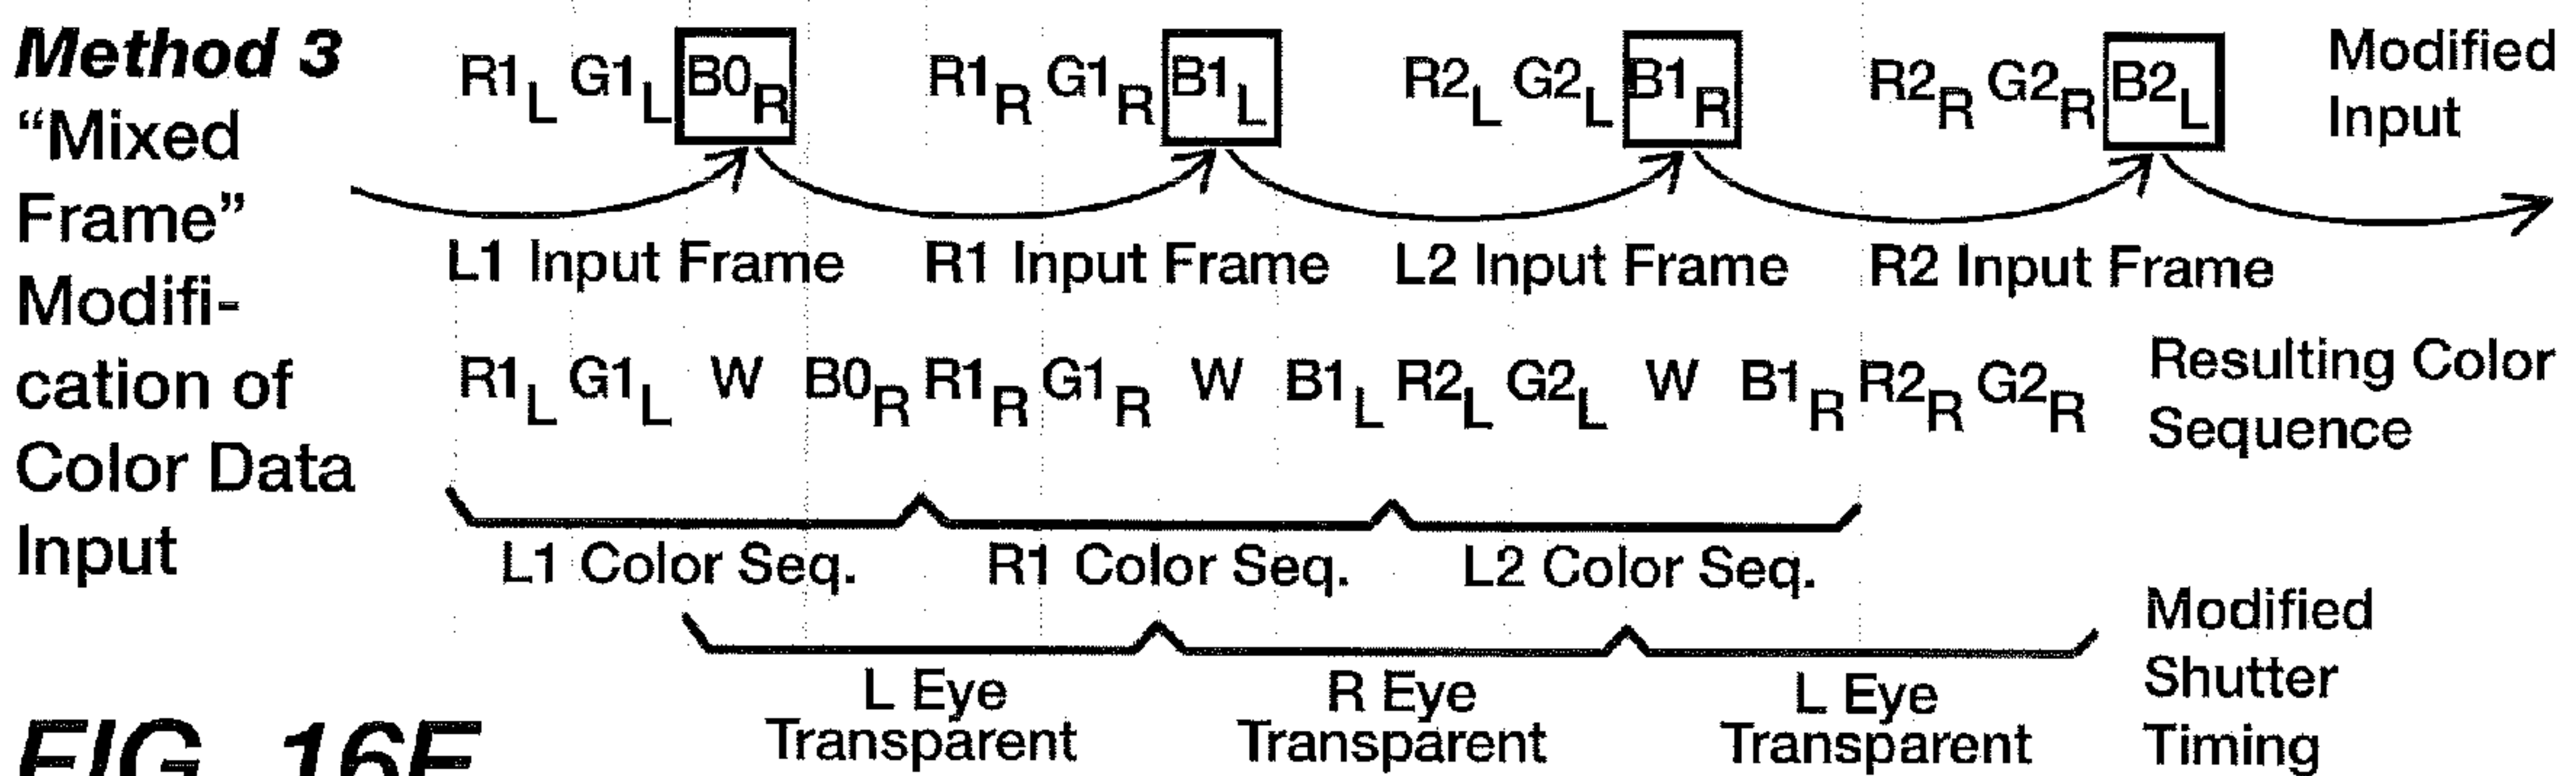 Method 3
“Mixed
Frame”
Modifi-
cation of
Color Data
Input
R1L G1L B0R R1R G1R B1L R2L G2L B1R R2R G2R B2L
Modified
Input
L1 Input Frame R1 Input Frame L2 Input Frame R2 Input Frame
R1L G1L W B0R R1R G1R W B1L R2L G2L W B1R R2R G2R
Resulting Color
Sequence
L1 Color Seq. R1 Color Seq. L2 Color Seq.
L Eye
Transparent
R Eye
Transparent
L Eye
Transparent
Modified
Shutter
Timing